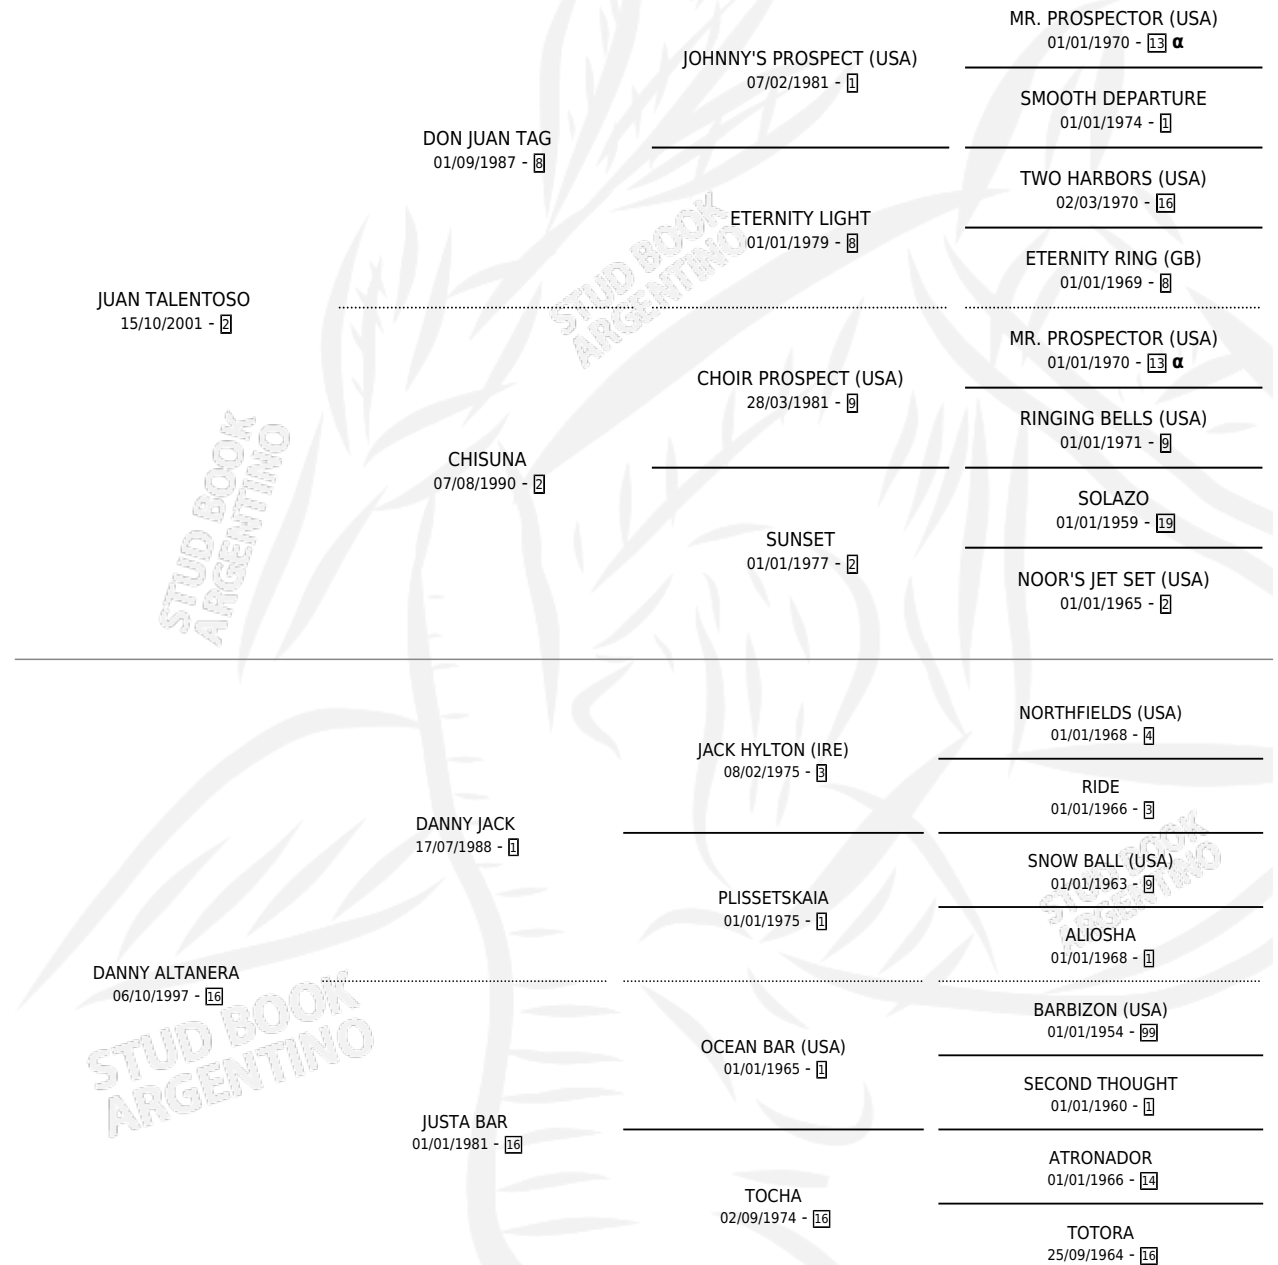 MR. PROSPECTOR (USA)
01/01/1970 - 13 α
JOHNNY'S PROSPECT (USA)
07/02/1981 - 1
SMOOTH DEPARTURE
01/01/1974 - 1
DON JUAN TAG
01/09/1987 - 8
TWO HARBORS (USA)
02/03/1970 - 16
ETERNITY LIGHT
01/01/1979 - 8
ETERNITY RING (GB)
01/01/1969 - 8
STUD BOOK
ARGENTINO
JUAN TALENTOSO
15/10/2001 - 2
MR. PROSPECTOR (USA)
01/01/1970 - 13 α
CHOIR PROSPECT (USA)
28/03/1981 - 9
RINGING BELLS (USA)
01/01/1971 - 9
CHISUNA
07/08/1990 - 2
SOLAZO
01/01/1959 - 19
SUNSET
01/01/1977 - 2
NOOR'S JET SET (USA)
01/01/1965 - 2
STUD BOOK
ARGENTINO
NORTHFIELDS (USA)
01/01/1968 - 4
JACK HYLTON (IRE)
08/02/1975 - 3
RIDE
01/01/1966 - 3
DANNY JACK
17/07/1988 - 1
SNOW BALL (USA)
01/01/1963 - 9
PLISSETSKAIA
01/01/1975 - 1
ALIOSHA
01/01/1968 - 1
STUD BOOK
ARGENTINO
DANNY ALTANERA
06/10/1997 - 16
STUD BOOK
ARGENTINO
BARBIZON (USA)
01/01/1954 - 99
OCEAN BAR (USA)
01/01/1965 - 1
SECOND THOUGHT
01/01/1960 - 1
JUSTA BAR
01/01/1981 - 16
ATRONADOR
01/01/1966 - 14
TOCHA
02/09/1974 - 16
TOTORA
25/09/1964 - 16